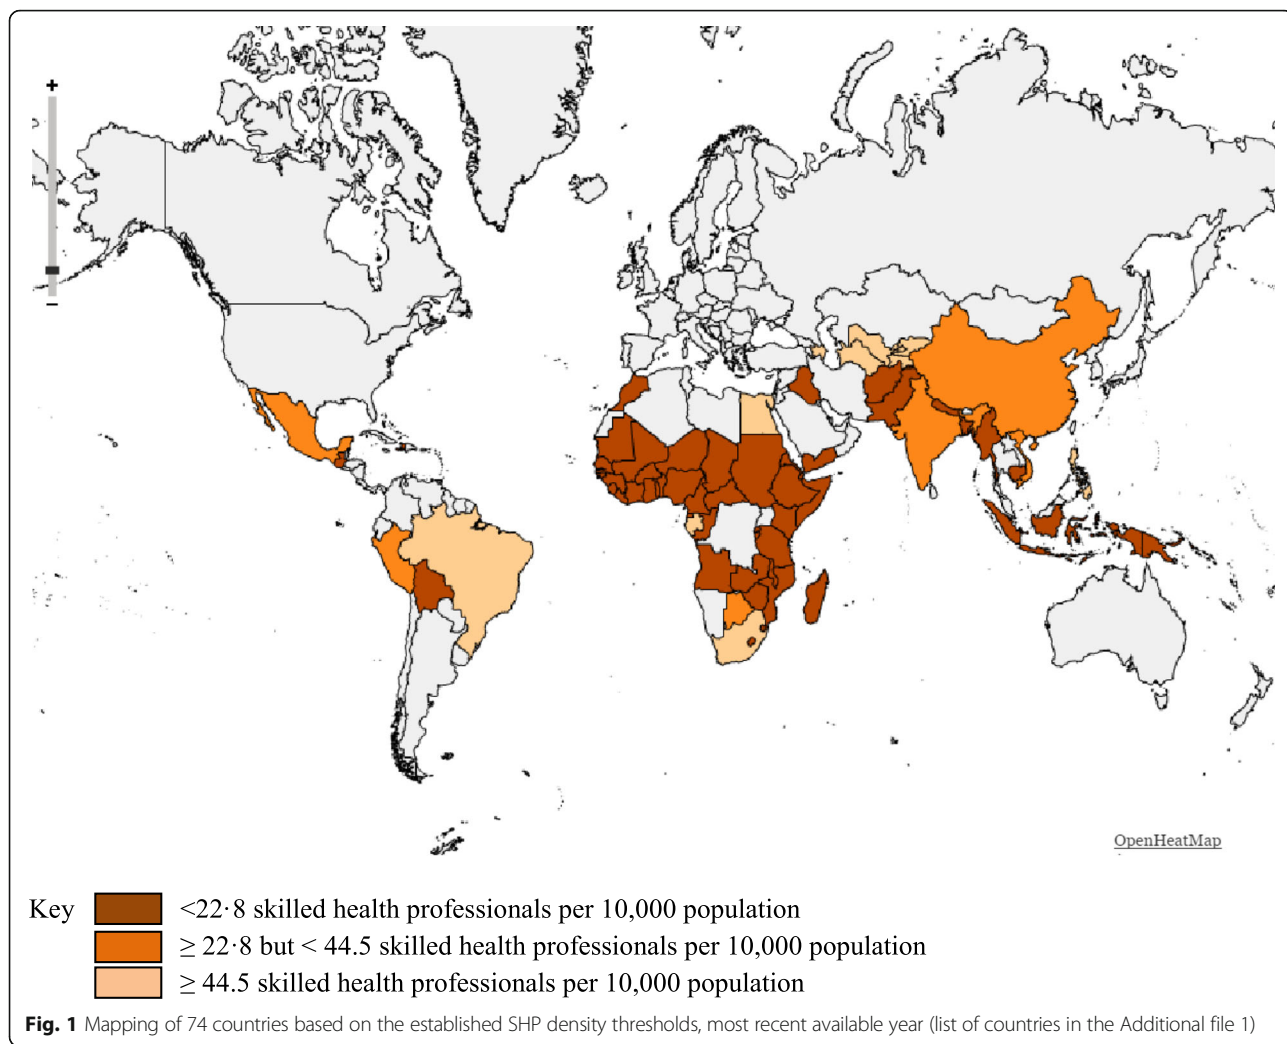 +
−
OpenHeatMap
Key
<22·8 skilled health professionals per 10,000 population
≥ 22·8 but < 44.5 skilled health professionals per 10,000 population
≥ 44.5 skilled health professionals per 10,000 population
Fig. 1 Mapping of 74 countries based on the established SHP density thresholds, most recent available year (list of countries in the Additional file 1)